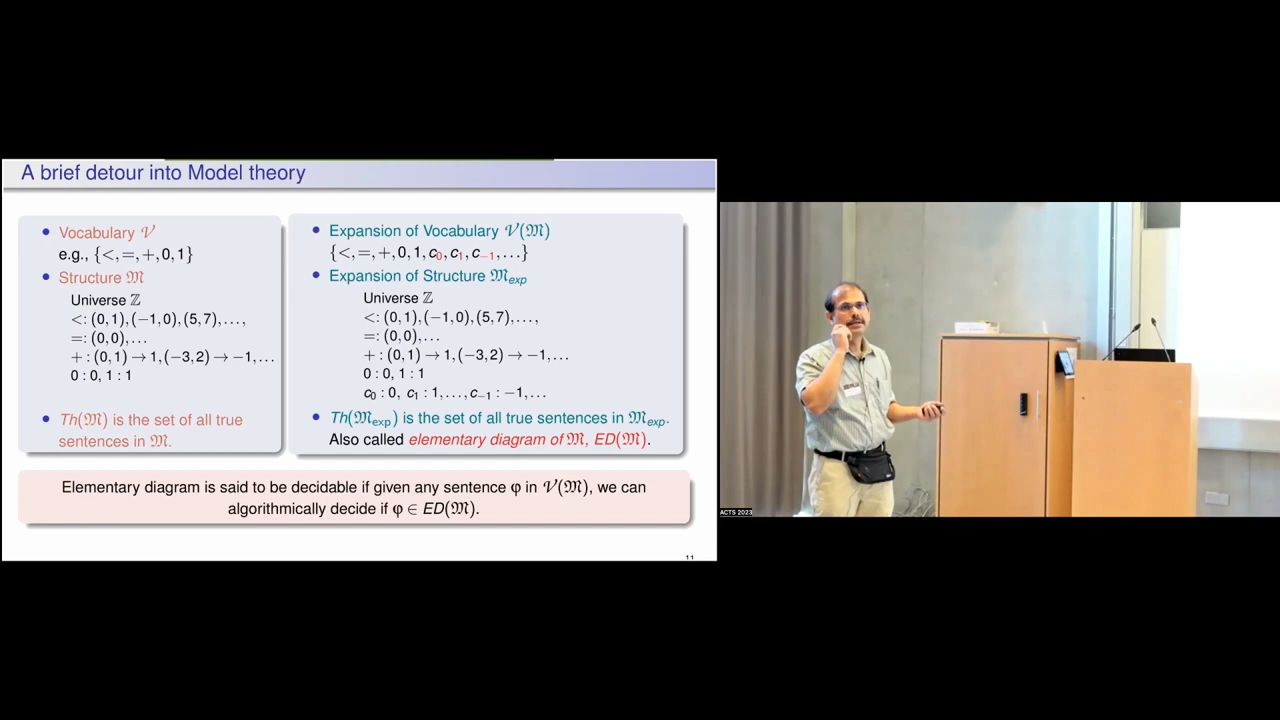 A brief detour into Model theory
• Vocabulary 𝒱
e.g., {<,=,+,0,1}
• Structure 𝔐
Universe ℤ
<: (0,1),(−1,0),(5,7),...,
=: (0,0),...
+ : (0,1) → 1,(−3,2) → −1,...
0 : 0, 1 : 1
• Th(𝔐) is the set of all true
sentences in 𝔐.
• Expansion of Vocabulary 𝒱(𝔐)
{<,=,+,0,1,c₀,c₁,c₋₁,...}
• Expansion of Structure 𝔐exp
Universe ℤ
<: (0,1),(−1,0),(5,7),...,
=: (0,0),...
+ : (0,1) → 1,(−3,2) → −1,...
0 : 0, 1 : 1
c₀ : 0, c₁ : 1,...,c₋₁ : −1,...
• Th(𝔐exp) is the set of all true sentences in 𝔐exp.
Also called elementary diagram of 𝔐, ED(𝔐).
Elementary diagram is said to be decidable if given any sentence φ in 𝒱(𝔐), we can
algorithmically decide if φ ∈ ED(𝔐).
11
ACTS 2023